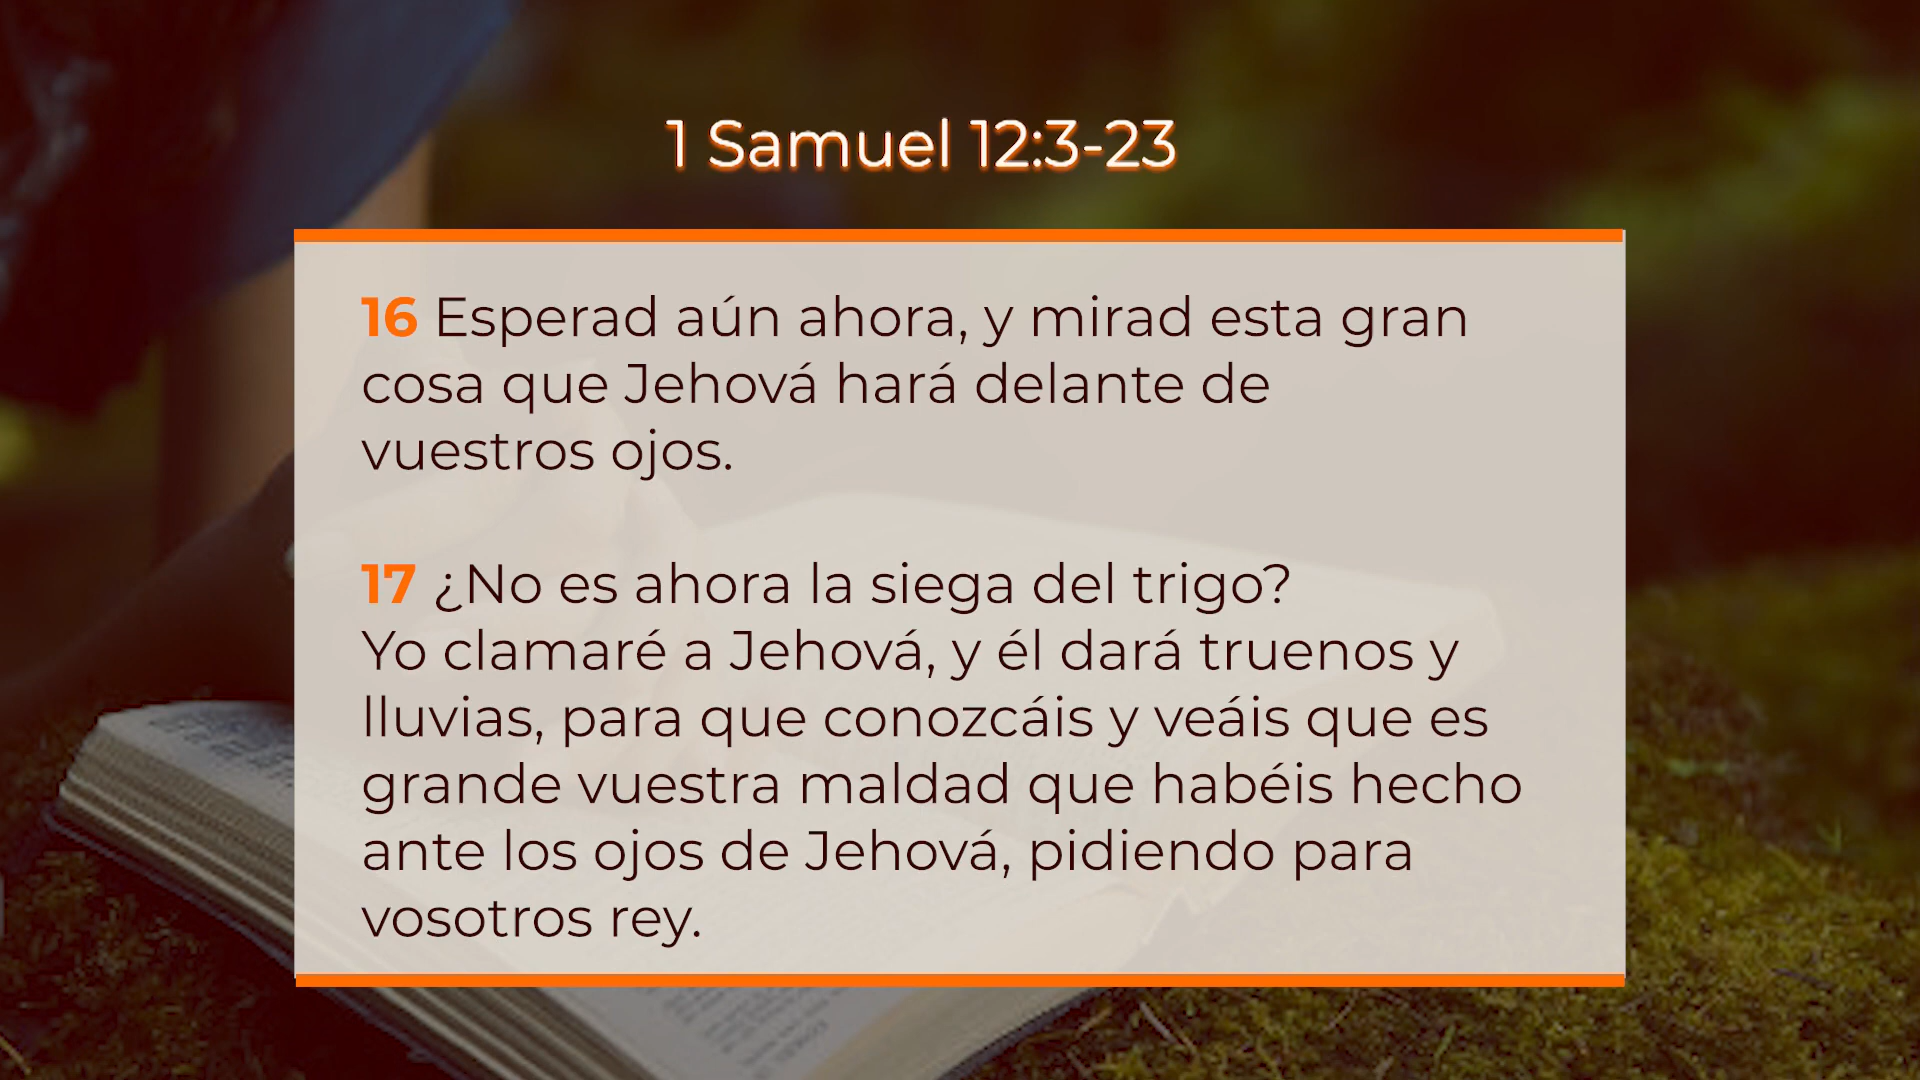 1 Samuel 12:3-23
16 Esperad aún ahora, y mirad esta gran
cosa que Jehová hará delante de
vuestros ojos.
17 ¿No es ahora la siega del trigo?
Yo clamaré a Jehová, y él dará truenos y
lluvias, para que conozcáis y veáis que es
grande vuestra maldad que habéis hecho
ante los ojos de Jehová, pidiendo para
vosotros rey.